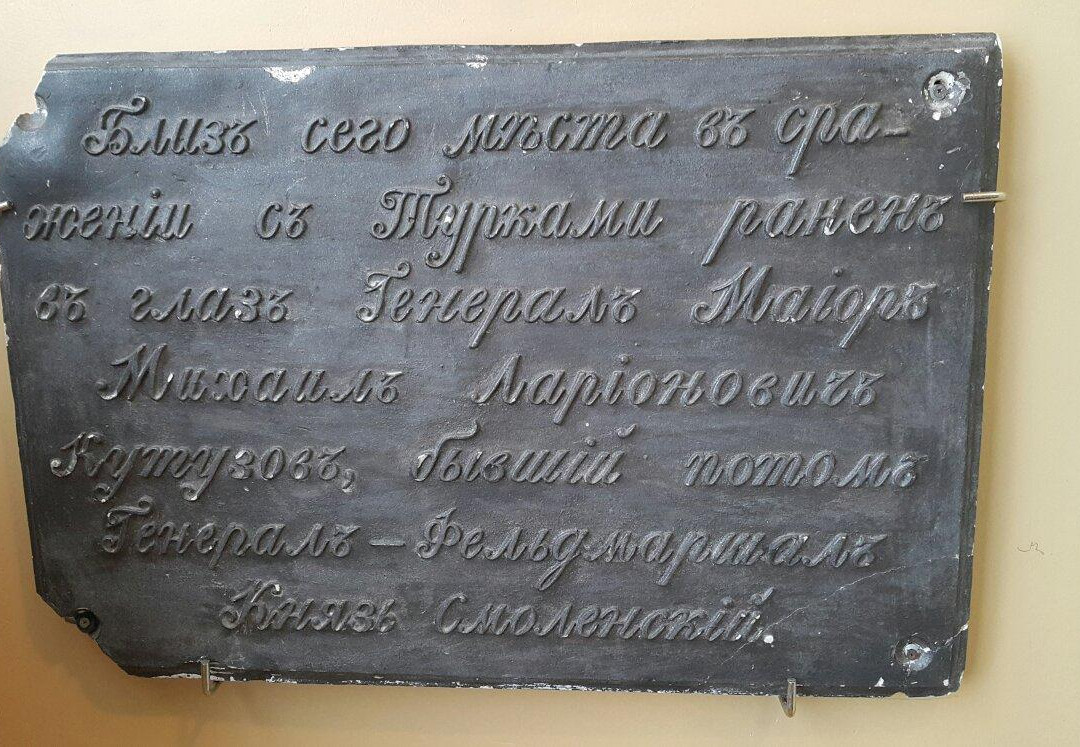 Близъ сего мѣста въ сра-
женіи съ Турками раненъ
въ глазъ Генералъ Маіоръ
Михаилъ Ларіоновичъ
Кутузовъ, бывшій потомъ
Генералъ-Фельдмаршалъ
Князь Смоленскій.